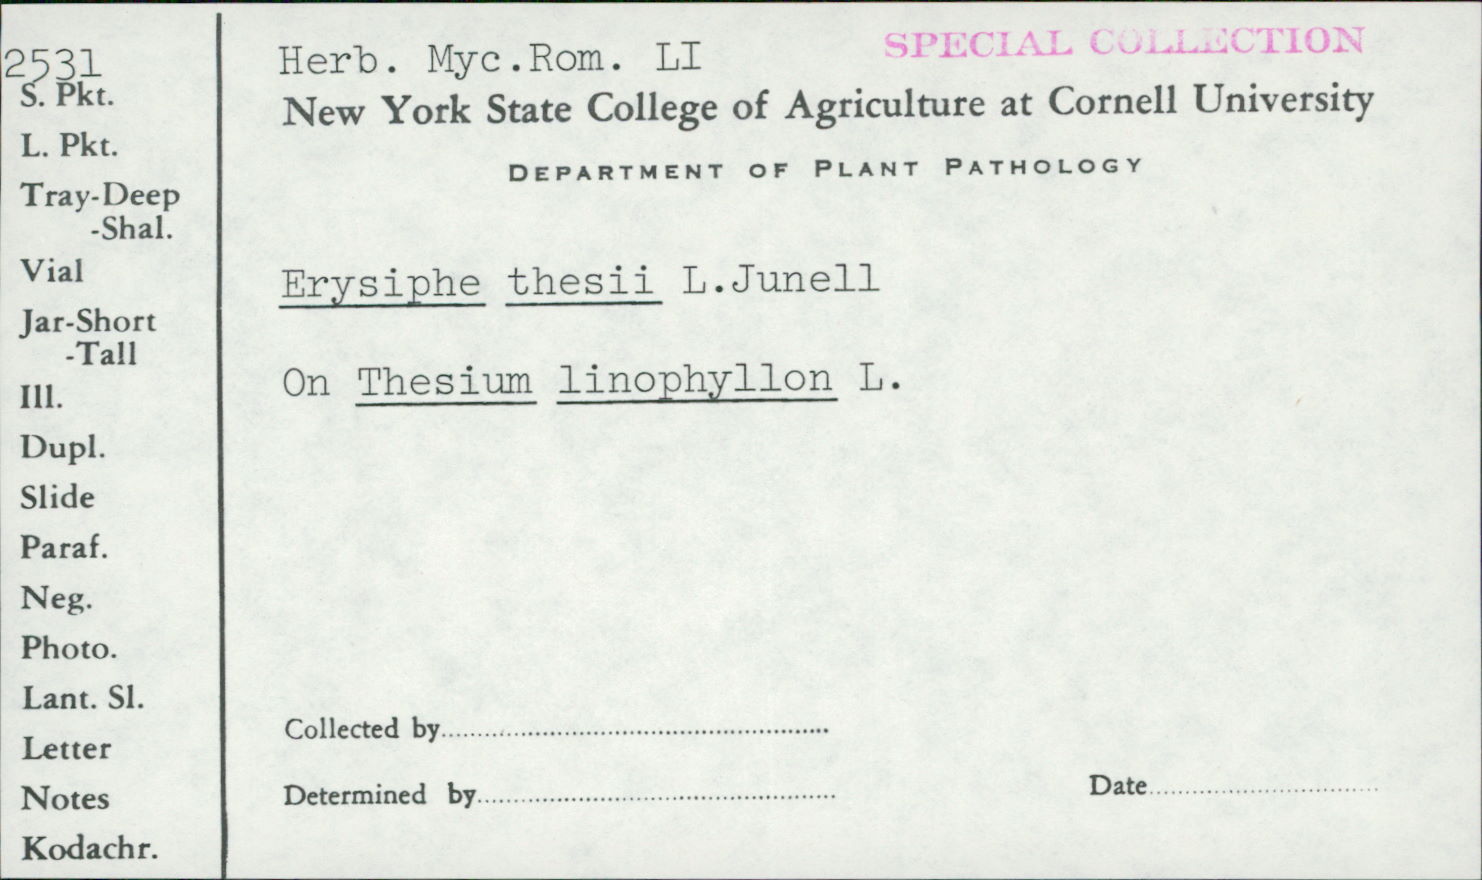 2531
S. Pkt.
L. Pkt.
Tray-Deep
-Shal.
Vial
Jar-Short
-Tall
Ill.
Dupl.
Slide
Paraf.
Neg.
Photo.
Lant. Sl.
Letter
Notes
Kodachr.
Herb. Myc.Rom. LI
SPECIAL COLLECTION
New York State College of Agriculture at Cornell University
DEPARTMENT OF PLANT PATHOLOGY
Erysiphe thesii L.Junell
On Thesium linophyllon L.
Collected by
Determined by
Date